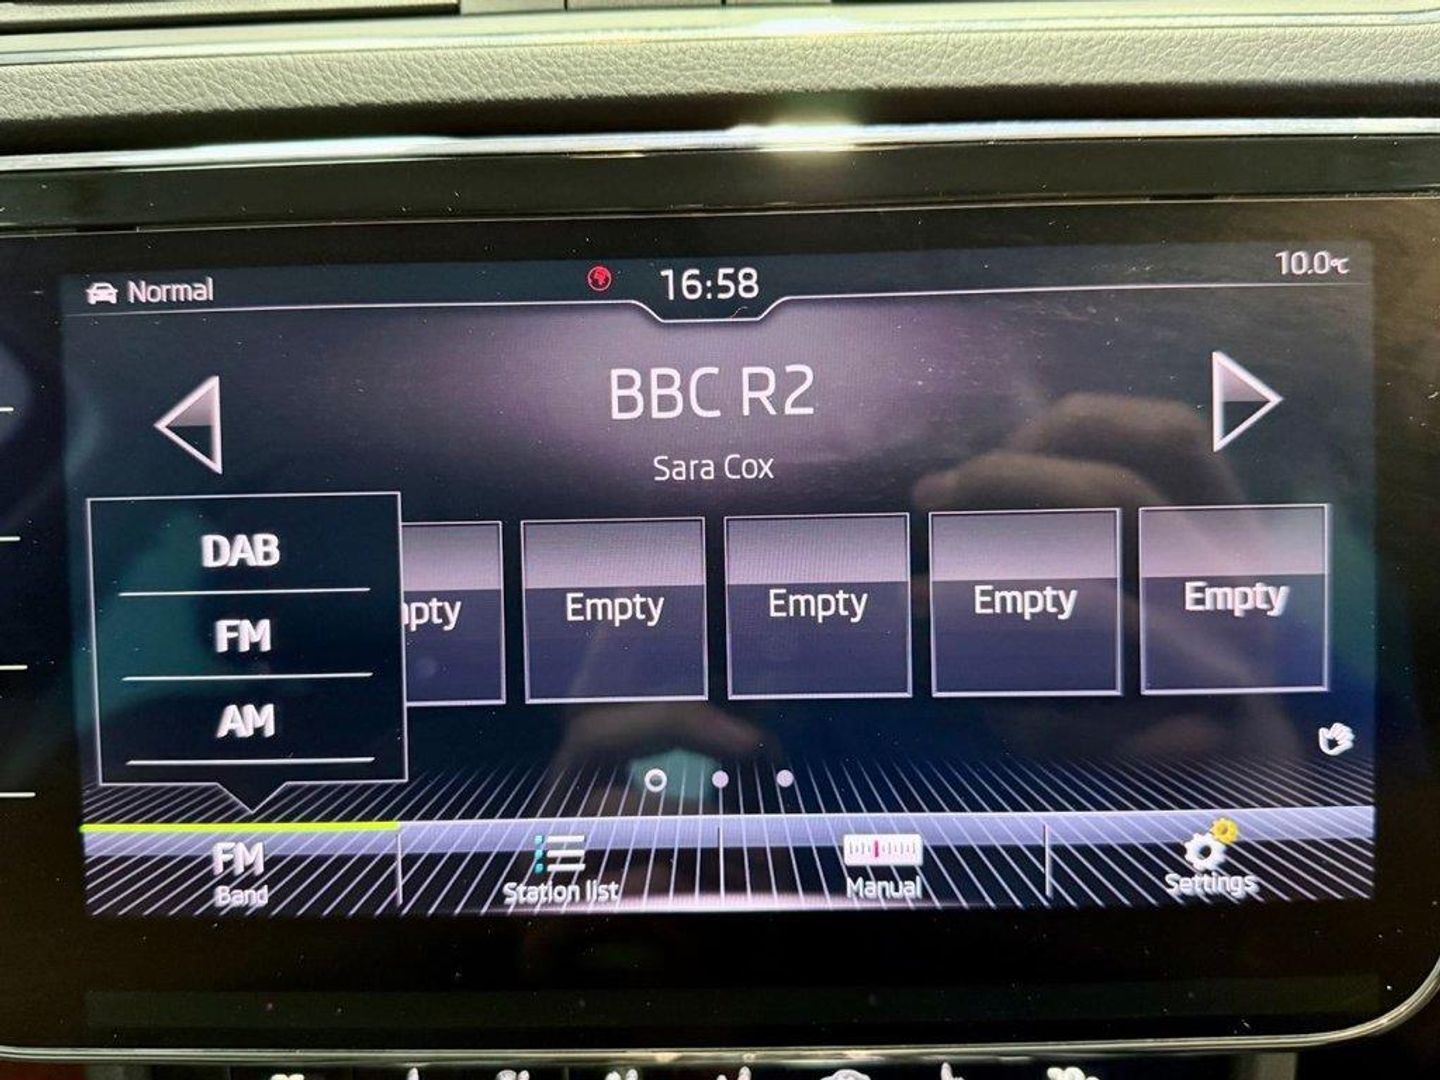 Normal
16:58
10.0°C
BBC R2
Sara Cox
DAB
FM
AM
Empty
Empty
Empty
Empty
FM
Band
Station list
Manual
Settings